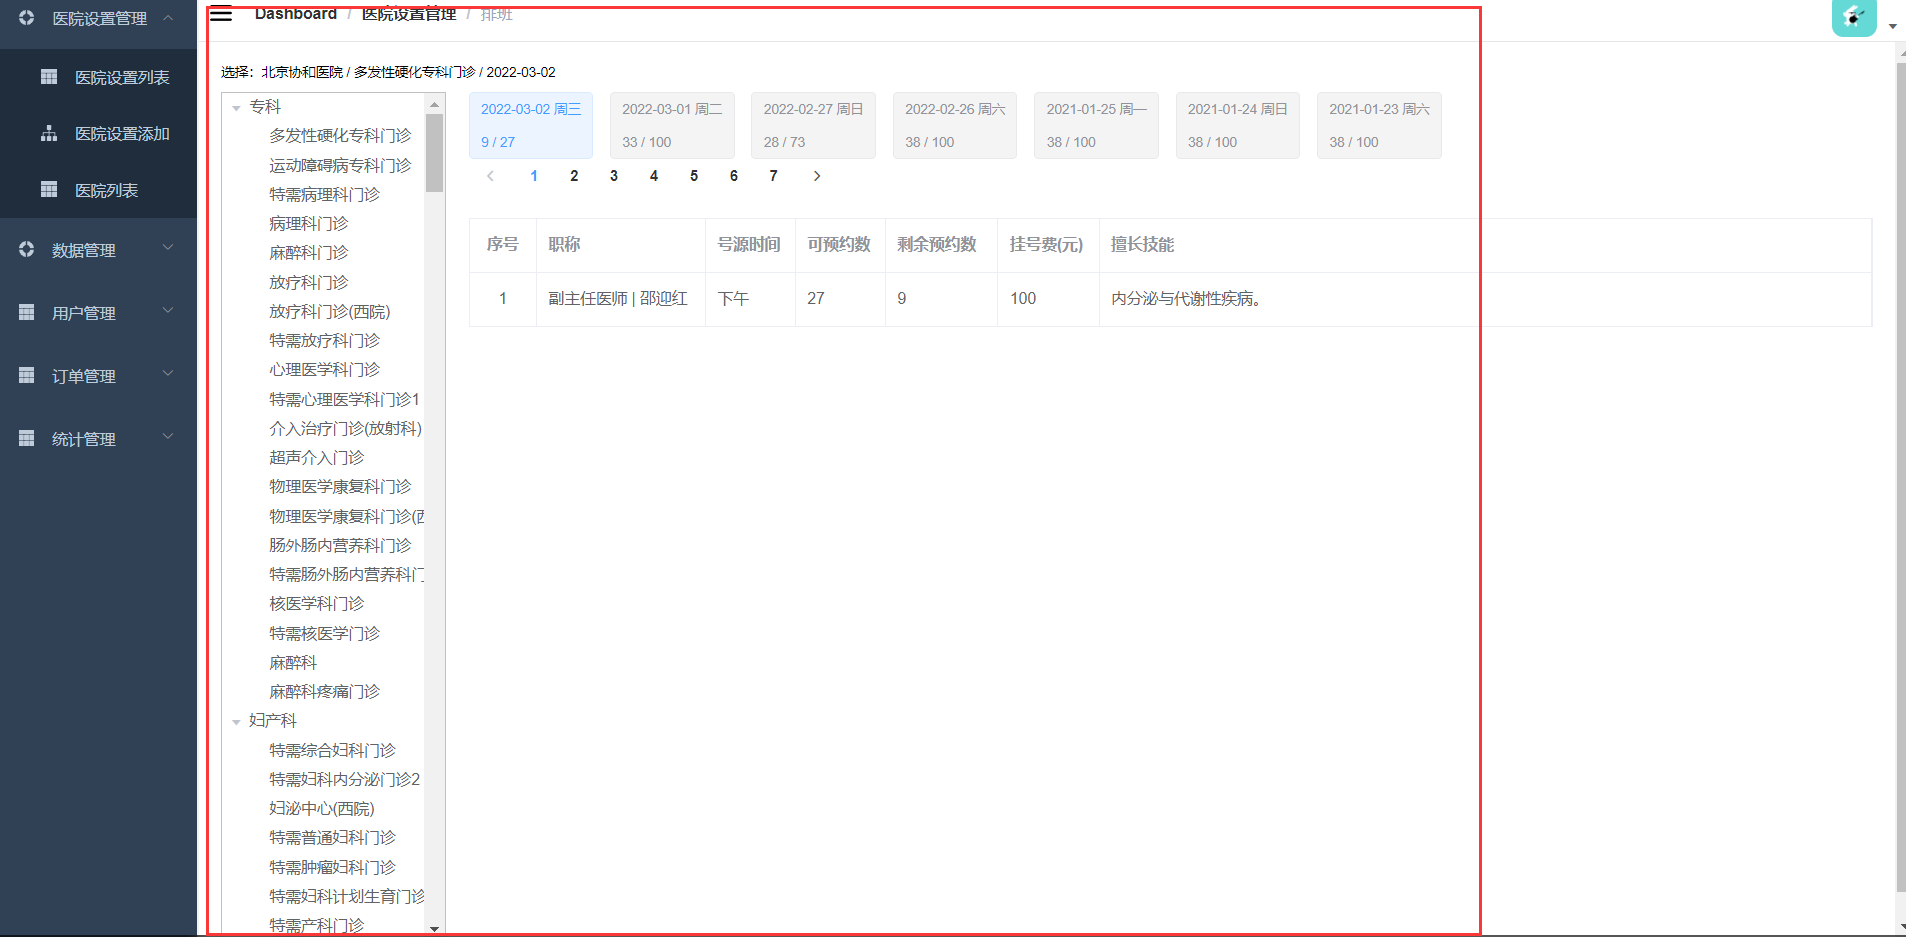 医院设置管理
医院设置列表
医院设置添加
医院列表
数据管理
用户管理
订单管理
统计管理
Dashboard / 医院设置管理 / 排班
选择：北京协和医院 / 多发性硬化专科门诊 / 2022-03-02
专科
多发性硬化专科门诊
运动障碍病专科门诊
特需病理科门诊
病理科门诊
麻醉科门诊
放疗科门诊
放疗科门诊(西院)
特需放疗科门诊
心理医学科门诊
特需心理医学科门诊1
介入治疗门诊(放射科)
超声介入门诊
物理医学康复科门诊
物理医学康复科门诊(西
肠外肠内营养科门诊
特需肠外肠内营养科门
核医学科门诊
特需核医学门诊
麻醉科
麻醉科疼痛门诊
妇产科
特需综合妇科门诊
特需妇科内分泌门诊2
妇泌中心(西院)
特需普通妇科门诊
特需肿瘤妇科门诊
特需妇科计划生育门诊
特需产科门诊
2022-03-02 周三
9 / 27
2022-03-01 周二
33 / 100
2022-02-27 周日
28 / 73
2022-02-26 周六
38 / 100
2021-01-25 周一
38 / 100
2021-01-24 周日
38 / 100
2021-01-23 周六
38 / 100
1 2 3 4 5 6 7
序号 职称 号源时间 可预约数 剩余预约数 挂号费(元) 擅长技能
1 副主任医师 | 邵迎红 下午 27 9 100 内分泌与代谢性疾病。